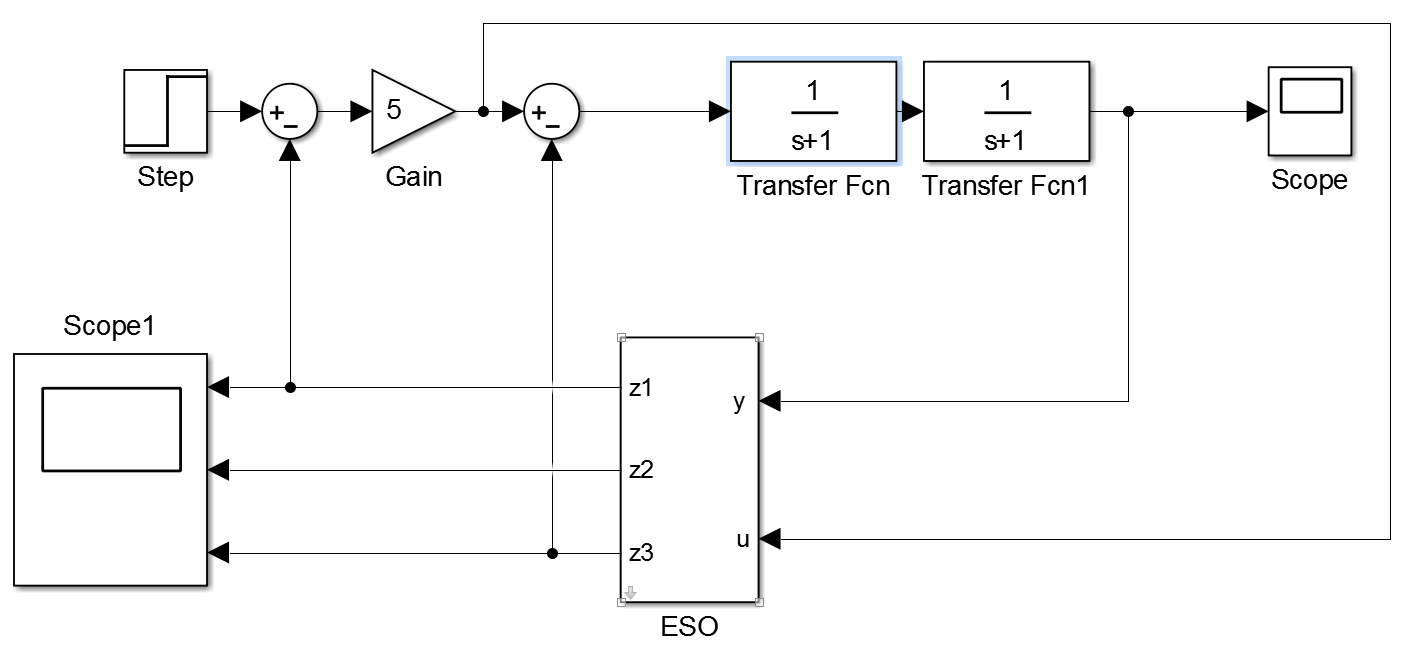 +
−
5
+
−
1
s+1
1
s+1
Step
Gain
Transfer Fcn
Transfer Fcn1
Scope
Scope1
z1
y
z2
u
z3
ESO